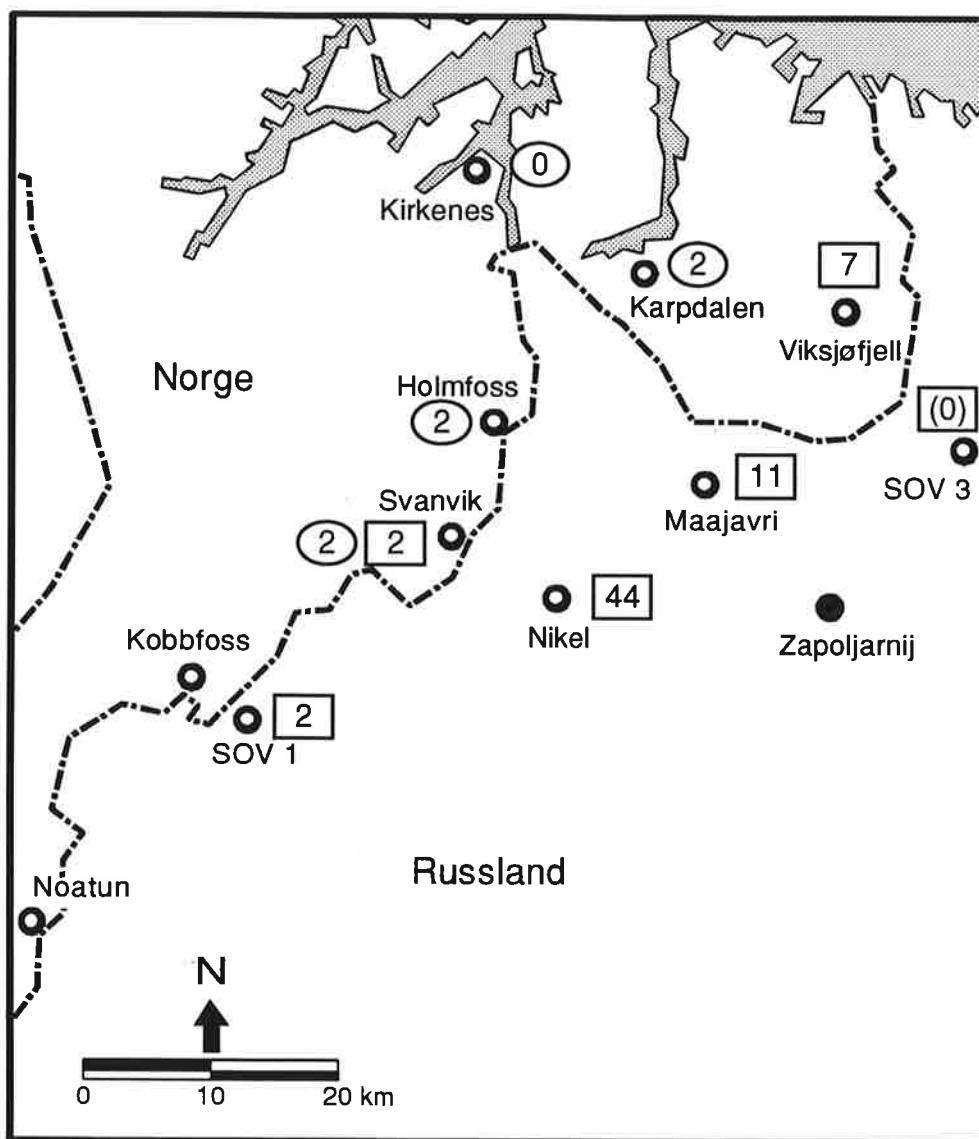 0
Kirkenes
2
Karpdalen
7
Viksjøfjell
Norge
Holmfoss
2
(0)
SOV 3
11
Maajavri
Svanvik
2 2
44
Nikel
Zapoljarnij
Kobbfoss
2
SOV 1
Russland
Noatun
N
0 10 20 km